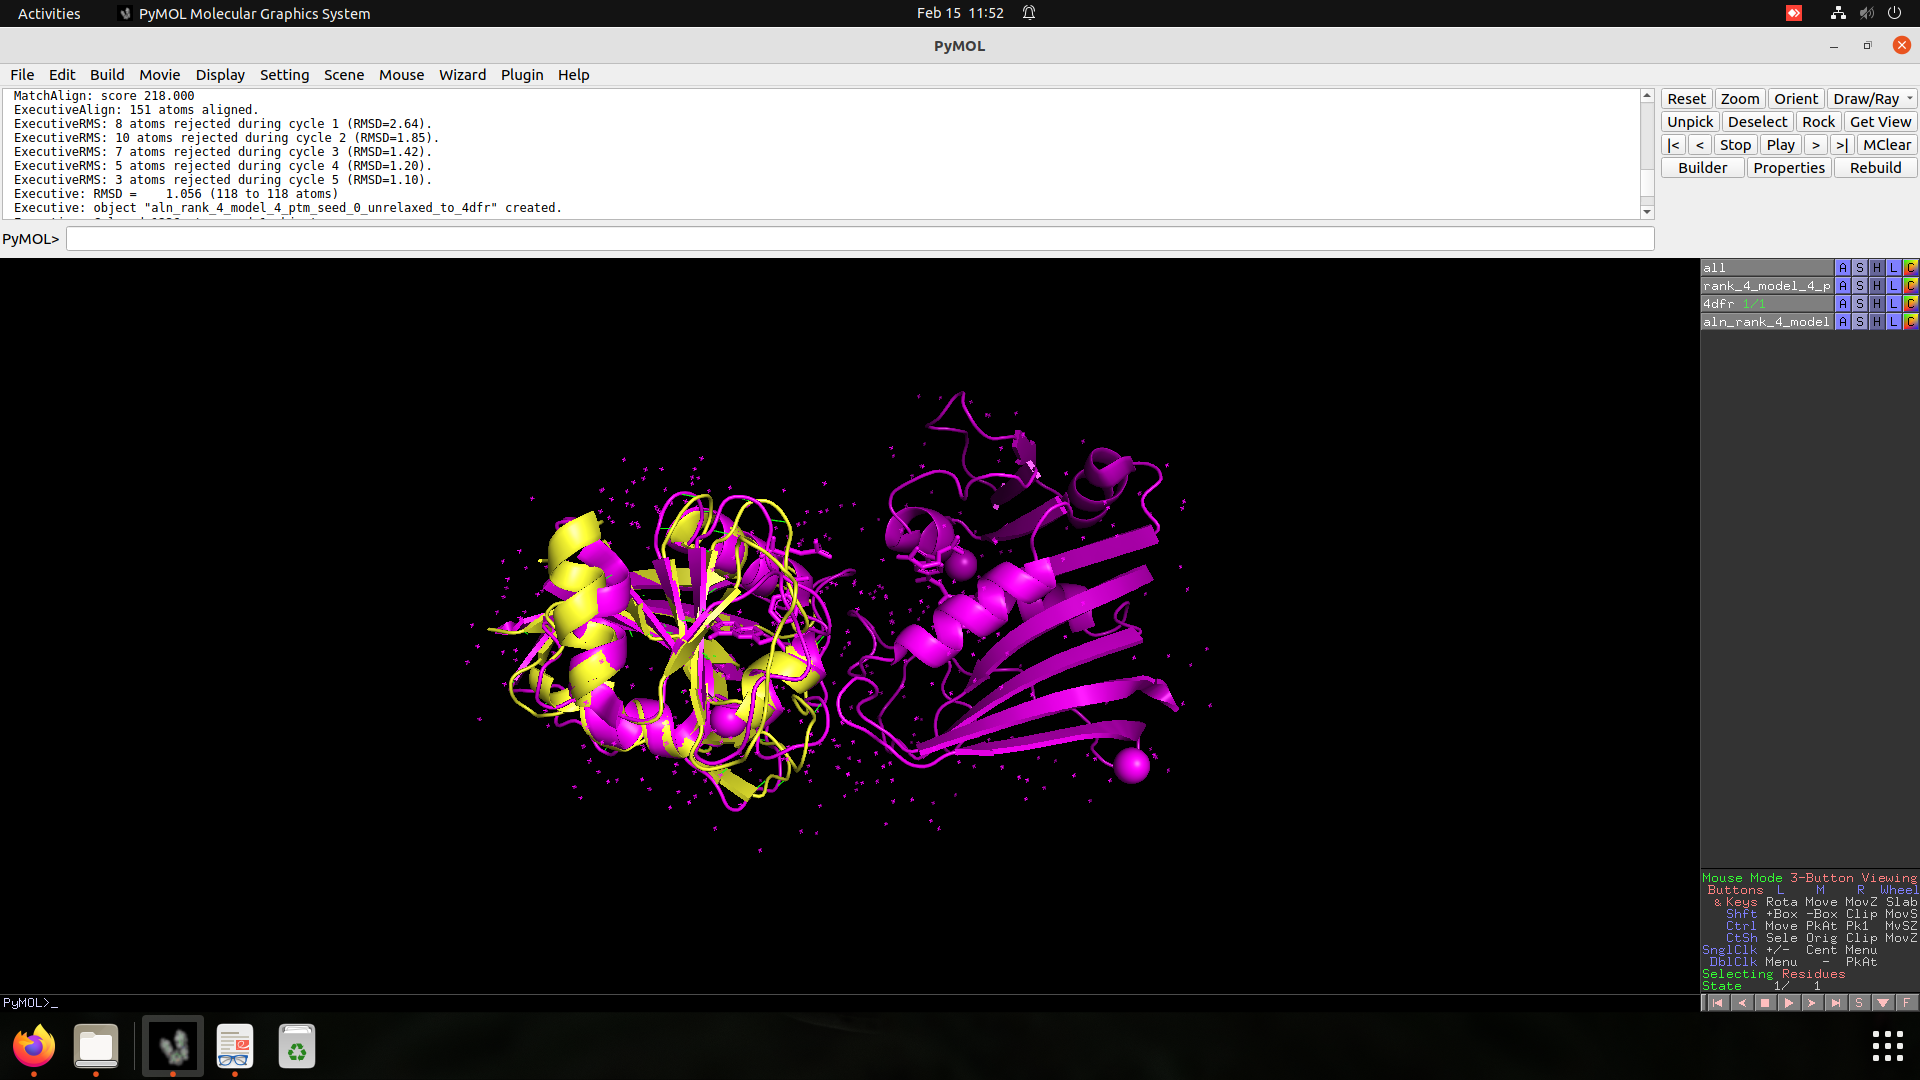 Activities PyMOL Molecular Graphics System Feb 15 11:52
PyMOL
File Edit Build Movie Display Setting Scene Mouse Wizard Plugin Help
MatchAlign: score 218.000
ExecutiveAlign: 151 atoms aligned.
ExecutiveRMS: 8 atoms rejected during cycle 1 (RMSD=2.64).
ExecutiveRMS: 10 atoms rejected during cycle 2 (RMSD=1.85).
ExecutiveRMS: 7 atoms rejected during cycle 3 (RMSD=1.42).
ExecutiveRMS: 5 atoms rejected during cycle 4 (RMSD=1.20).
ExecutiveRMS: 3 atoms rejected during cycle 5 (RMSD=1.10).
Executive: RMSD = 1.056 (118 to 118 atoms)
Executive: object "aln_rank_4_model_4_ptm_seed_0_unrelaxed_to_4dfr" created.
Reset Zoom Orient Draw/Ray
Unpick Deselect Rock Get View
|< < Stop Play > >| MClear
Builder Properties Rebuild
PyMOL>
all A S H L C
rank_4_model_4_p A S H L C
4dfr 1/1 A S H L C
aln_rank_4_model A S H L C
Mouse Mode 3-Button Viewing
Buttons L M R Wheel
& Keys Rota Move MovZ Slab
Shft +Box -Box Clip MovS
Ctrl Move PkAt Pk1 MvSZ
CtSh Sele Orig Clip MovZ
SnglClk +/- Cent Menu
DblClk Menu - PkAt
Selecting Residues
State 1/ 1
PyMOL>_
S F